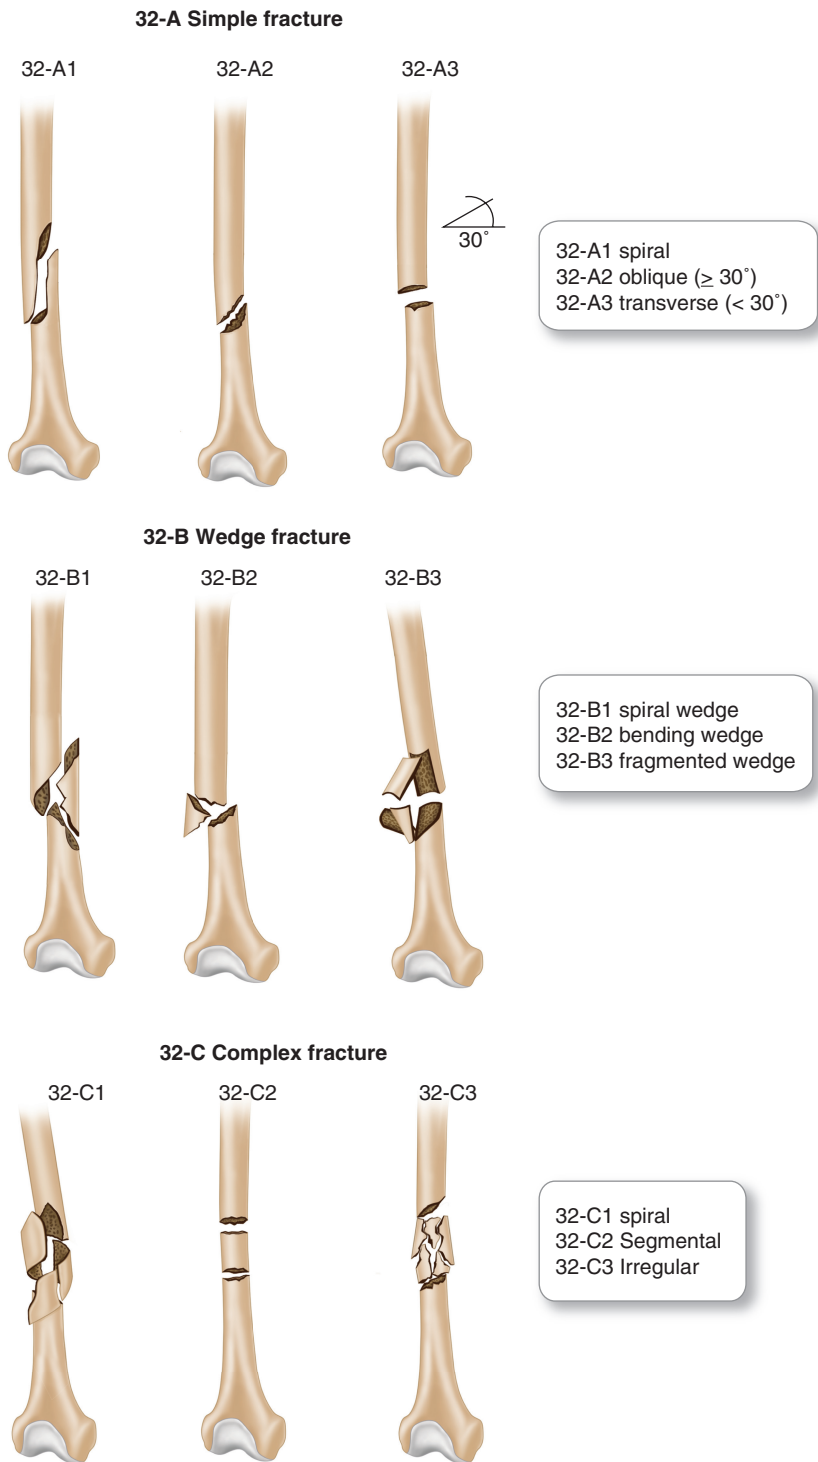 32-A Simple fracture
32-A1 32-A2 32-A3
30°
32-A1 spiral
32-A2 oblique (≥ 30˚)
32-A3 transverse (< 30˚)
32-B Wedge fracture
32-B1 32-B2 32-B3
32-B1 spiral wedge
32-B2 bending wedge
32-B3 fragmented wedge
32-C Complex fracture
32-C1 32-C2 32-C3
32-C1 spiral
32-C2 Segmental
32-C3 Irregular